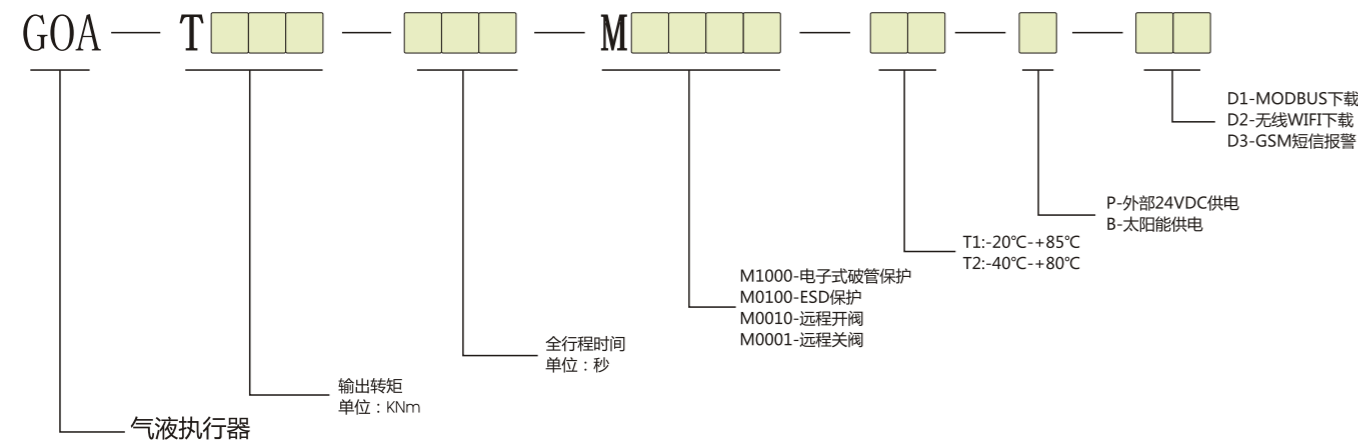 GOA — T — — M — — —
D1-MODBUS下载
D2-无线WIFI下载
D3-GSM短信报警
P-外部24VDC供电
B-太阳能供电
T1:-20℃-+85℃
T2:-40℃-+80℃
M1000-电子式破管保护
M0100-ESD保护
M0010-远程开阀
M0001-远程关阀
全行程时间
单位：秒
输出转矩
单位：KNm
气液执行器